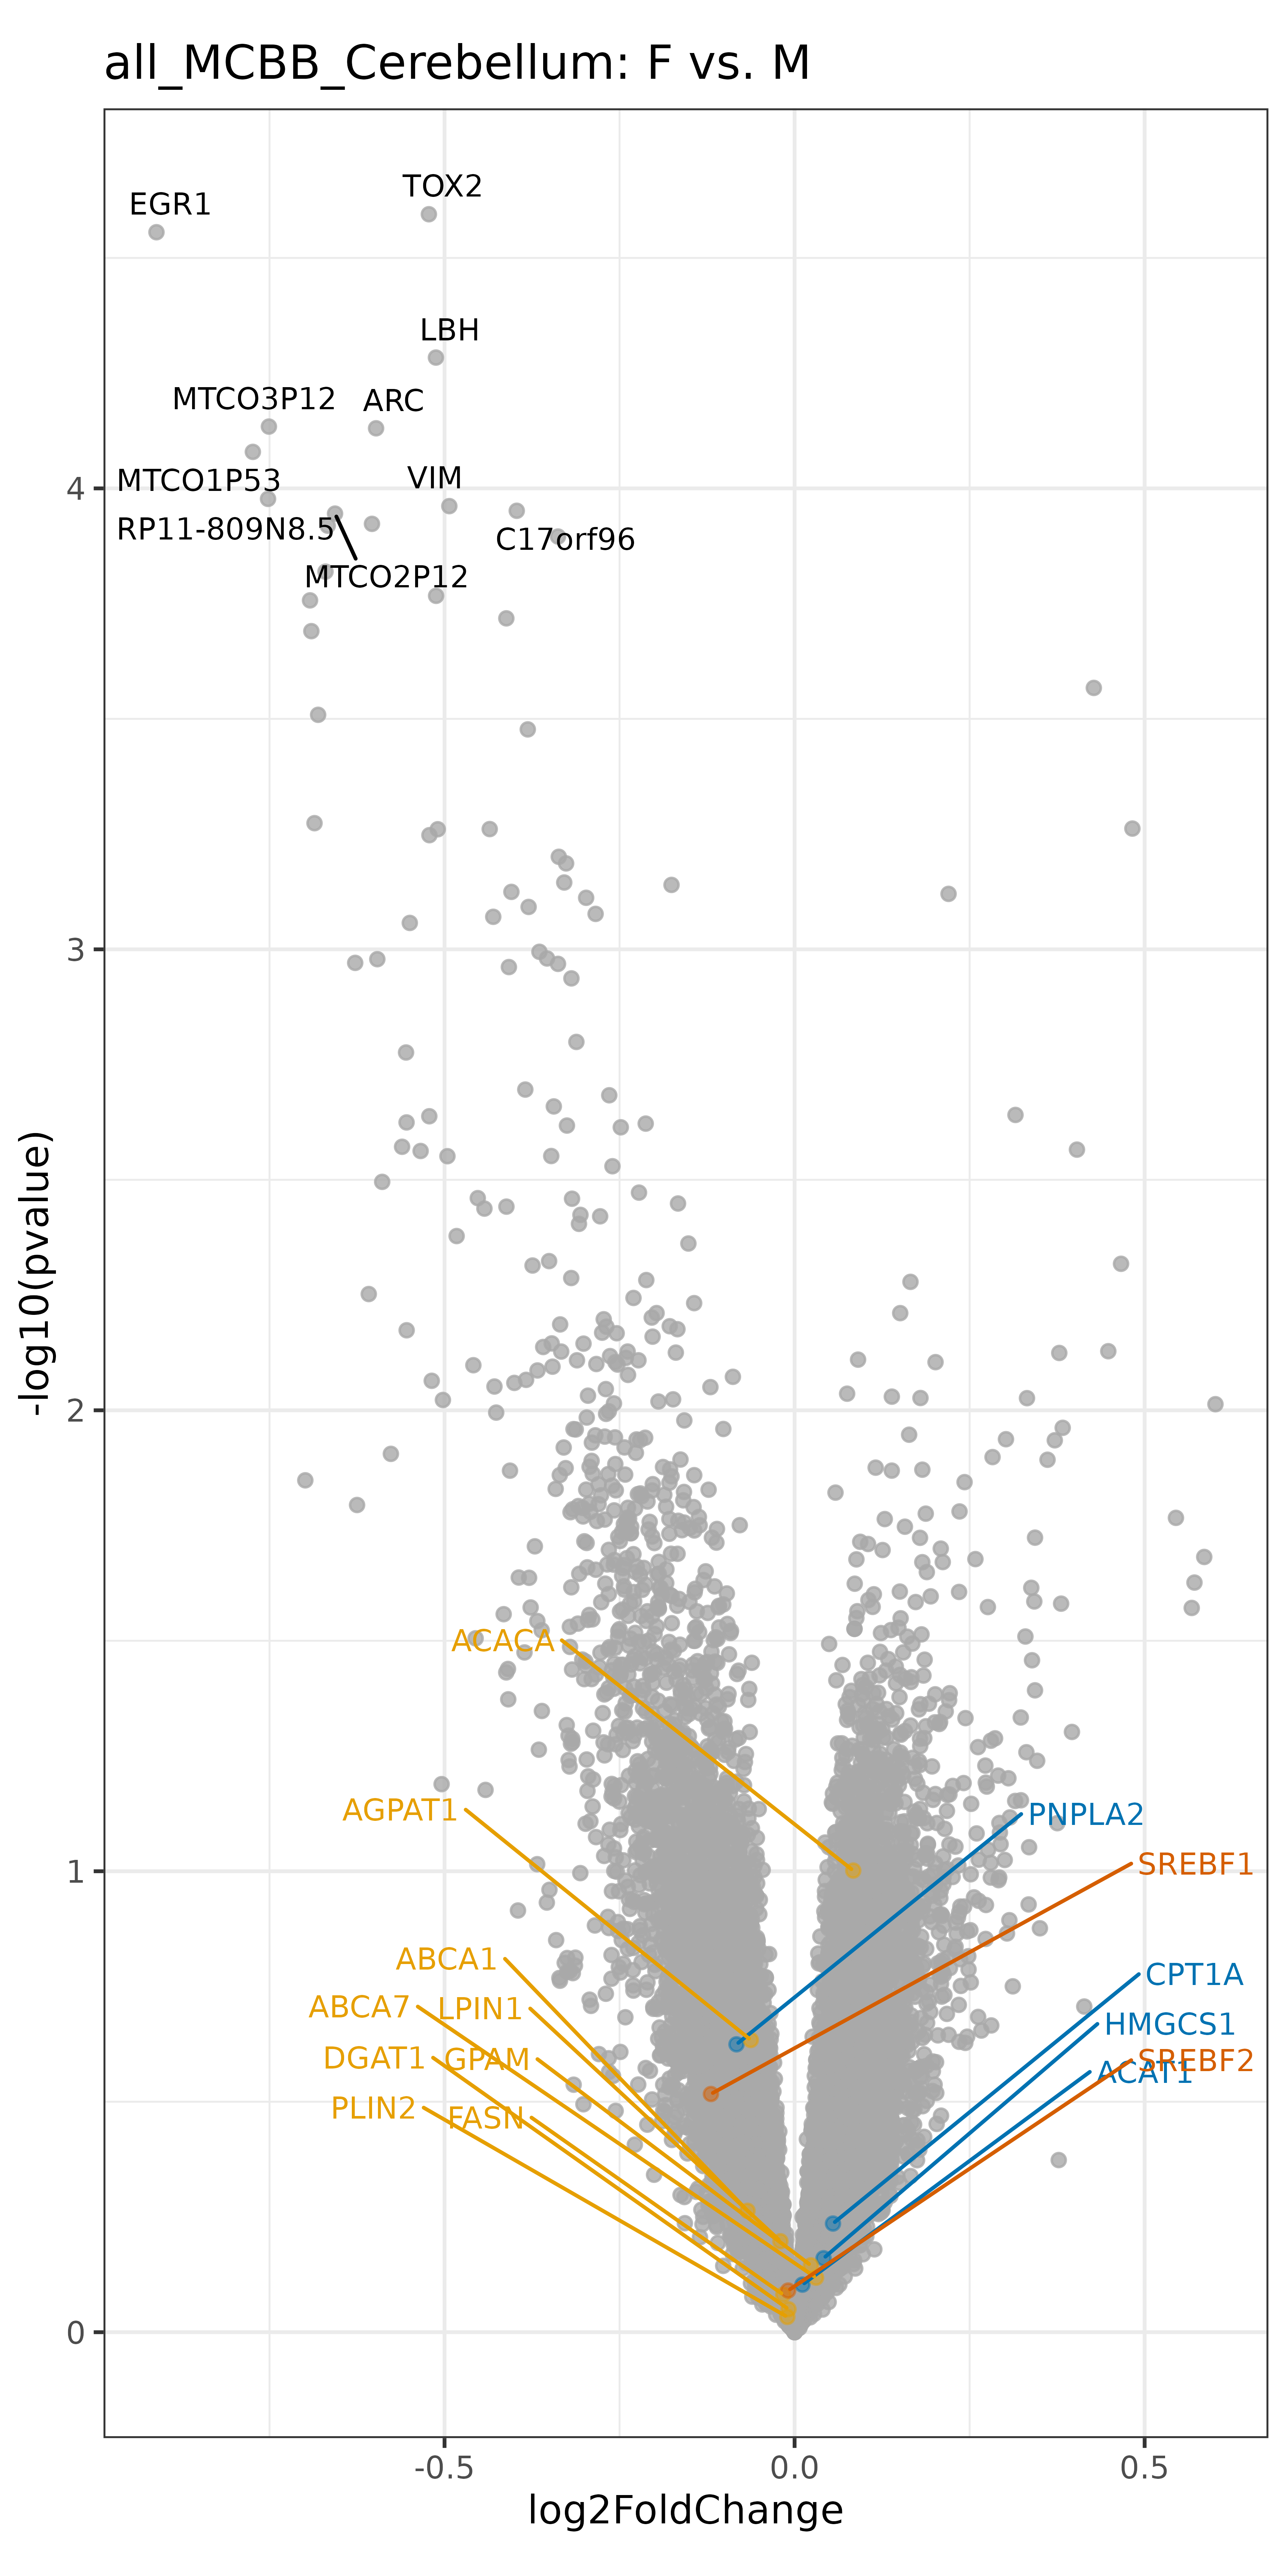 all_MCBB_Cerebellum: F vs. M
TOX2
EGR1
LBH
MTCO3P12
ARC
VIM
MTCO1P53
4
RP11-809N8.5
C17orf96
MTCO2P12
3
-log10(pvalue)
2
ACACA
AGPAT1
PNPLA2
SREBF1
1
ABCA1
CPT1A
ABCA7
LPIN1
HMGCS1
DGAT1
GPAM
SREBF2
ACAT1
PLIN2
FASN
0
-0.5
0.0
0.5
log2FoldChange